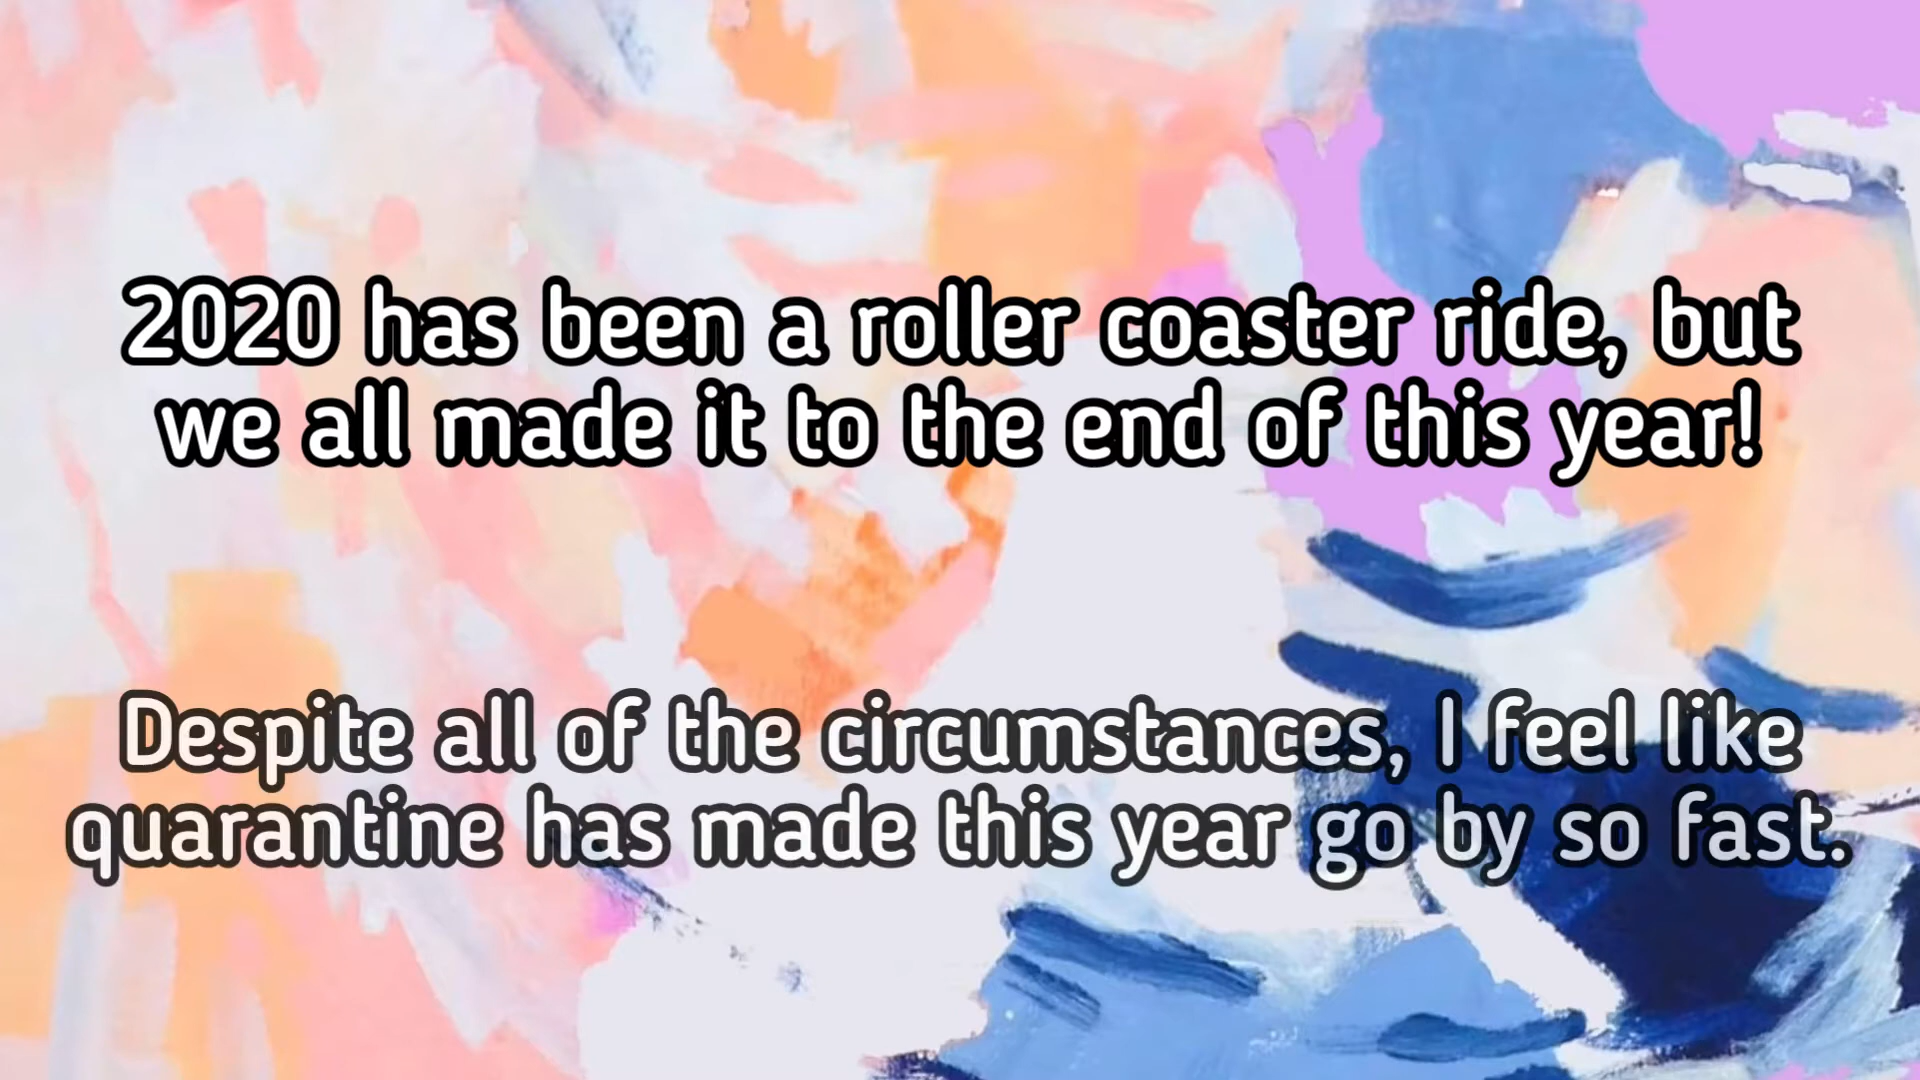 2020 has been a roller coaster ride, but
we all made it to the end of this year!
Despite all of the circumstances, I feel like
quarantine has made this year go by so fast.